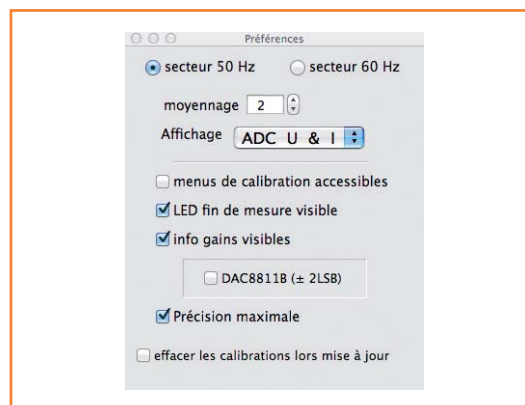 Préférences
secteur 50 Hz secteur 60 Hz
moyennage 2
Affichage ADC U & I
menus de calibration accessibles
LED fin de mesure visible
info gains visibles
DAC8811B (± 2LSB)
Précision maximale
effacer les calibrations lors mise à jour